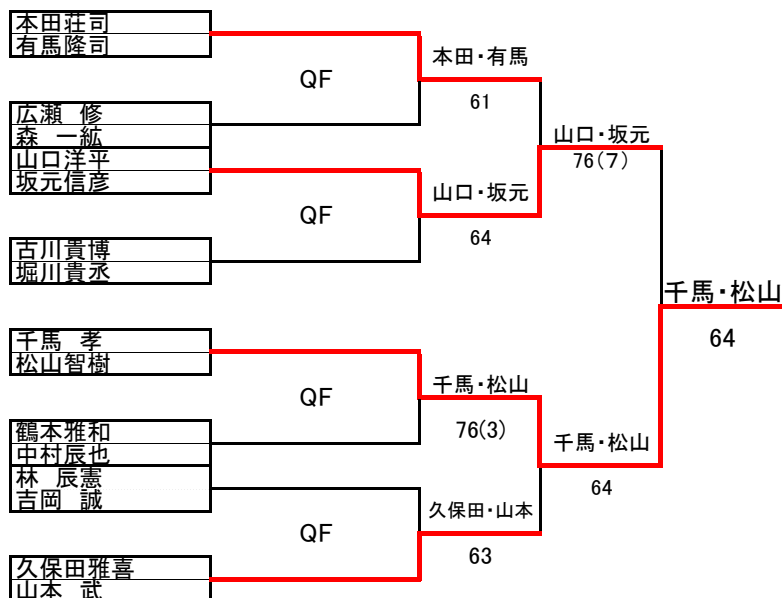 本田荘司
有馬隆司
QF
本田・有馬
61
広瀬 修
森 一紘
山口・坂元
76(7)
山口洋平
坂元信彦
QF
山口・坂元
64
古川貴博
堀川貴丞
千馬・松山
64
千馬 孝
松山智樹
QF
千馬・松山
76(3)
鶴本雅和
中村辰也
千馬・松山
64
林 辰憲
吉岡 誠
QF
久保田・山本
63
久保田雅喜
山本 武